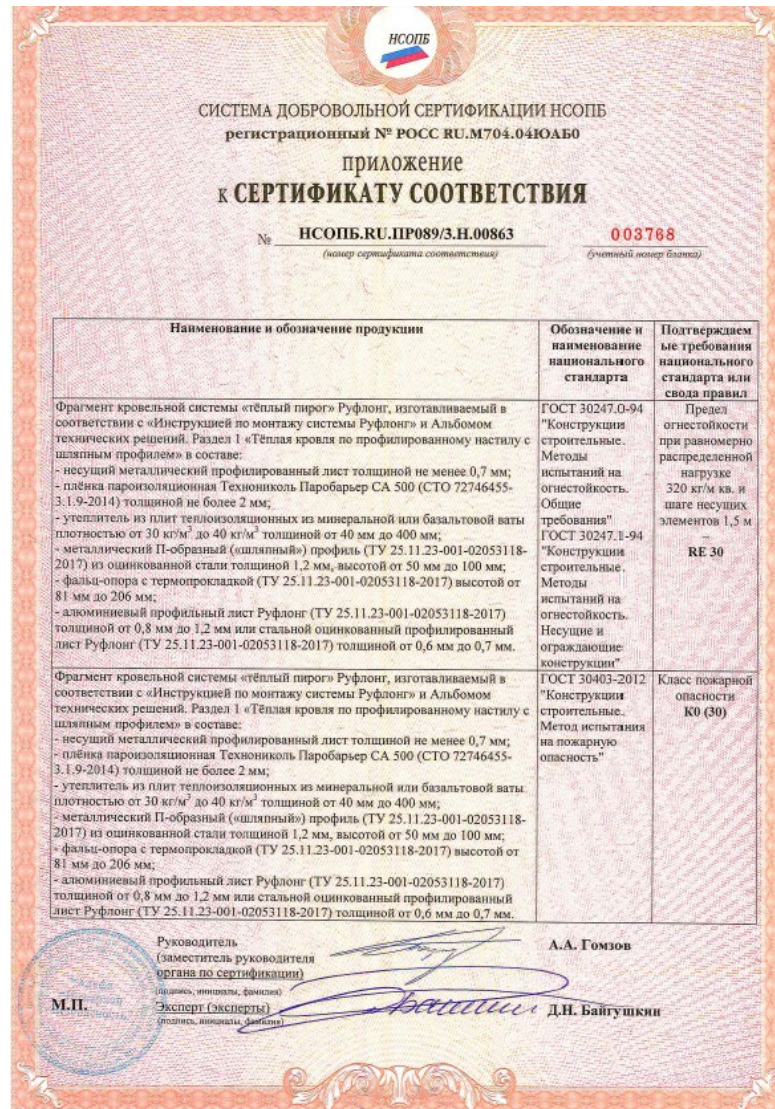 НСОПБ
СИСТЕМА ДОБРОВОЛЬНОЙ СЕРТИФИКАЦИИ НСОПБ
регистрационный № РОСС RU.М704.04ЮАБ0
приложение
к СЕРТИФИКАТУ СООТВЕТСТВИЯ
№ НСОПБ.RU.ПР089/3.Н.00863 003768
(номер сертификата соответствия) (учетный номер бланка)
Наименование и обозначение продукции
Обозначение и
наименование
национального
стандарта
Подтверждаем
ые требования
национального
стандарта или
свода правил
Фрагмент кровельной системы «тёплый пирог» Руфлонг, изготавливаемый в
соответствии с «Инструкцией по монтажу системы Руфлонг» и Альбомом
технических решений. Раздел 1 «Тёплая кровля по профилированному настилу с
шляпным профилем» в составе:
- несущий металлический профилированный лист толщиной не менее 0,7 мм;
- плёнка пароизоляционная Технониколь Паробарьер СА 500 (СТО 72746455-
3.1.9-2014) толщиной не более 2 мм;
- утеплитель из плит теплоизоляционных из минеральной или базальтовой ваты
плотностью от 30 кг/м³ до 40 кг/м³ толщиной от 40 мм до 400 мм;
- металлический П-образный («шляпный») профиль (ТУ 25.11.23-001-02053118-
2017) из оцинкованной стали толщиной 1,2 мм, высотой от 50 мм до 100 мм;
- фальц-опора с термопрокладкой (ТУ 25.11.23-001-02053118-2017) высотой от
81 мм до 206 мм;
- алюминиевый профильный лист Руфлонг (ТУ 25.11.23-001-02053118-2017)
толщиной от 0,8 мм до 1,2 мм или стальной оцинкованный профилированный
лист Руфлонг (ТУ 25.11.23-001-02053118-2017) толщиной от 0,6 мм до 0,7 мм.
ГОСТ 30247.0-94
"Конструкции
строительные.
Методы
испытаний на
огнестойкость.
Общие
требования"
ГОСТ 30247.1-94
"Конструкции
строительные.
Методы
испытаний на
огнестойкость.
Несущие и
ограждающие
конструкции"
Предел
огнестойкости
при равномерно
распределенной
нагрузке
320 кг/м кв. и
шаге несущих
элементов 1,5 м
–
RE 30
Фрагмент кровельной системы «тёплый пирог» Руфлонг, изготавливаемый в
соответствии с «Инструкцией по монтажу системы Руфлонг» и Альбомом
технических решений. Раздел 1 «Тёплая кровля по профилированному настилу с
шляпным профилем» в составе:
- несущий металлический профилированный лист толщиной не менее 0,7 мм;
- плёнка пароизоляционная Технониколь Паробарьер СА 500 (СТО 72746455-
3.1.9-2014) толщиной не более 2 мм;
- утеплитель из плит теплоизоляционных из минеральной или базальтовой ваты
плотностью от 30 кг/м³ до 40 кг/м³ толщиной от 40 мм до 400 мм;
- металлический П-образный («шляпный») профиль (ТУ 25.11.23-001-02053118-
2017) из оцинкованной стали толщиной 1,2 мм, высотой от 50 мм до 100 мм;
- фальц-опора с термопрокладкой (ТУ 25.11.23-001-02053118-2017) высотой от
81 мм до 206 мм;
- алюминиевый профильный лист Руфлонг (ТУ 25.11.23-001-02053118-2017)
толщиной от 0,8 мм до 1,2 мм или стальной оцинкованный профилированный
лист Руфлонг (ТУ 25.11.23-001-02053118-2017) толщиной от 0,6 мм до 0,7 мм.
ГОСТ 30403-2012
"Конструкции
строительные.
Метод испытания
на пожарную
опасность"
Класс пожарной
опасности
К0 (30)
Руководитель
(заместитель руководителя
органа по сертификации)
(подпись, инициалы, фамилия)
А.А. Гомзов
М.П.
Эксперт (эксперты)
(подпись, инициалы, фамилия)
Д.Н. Байгушкин